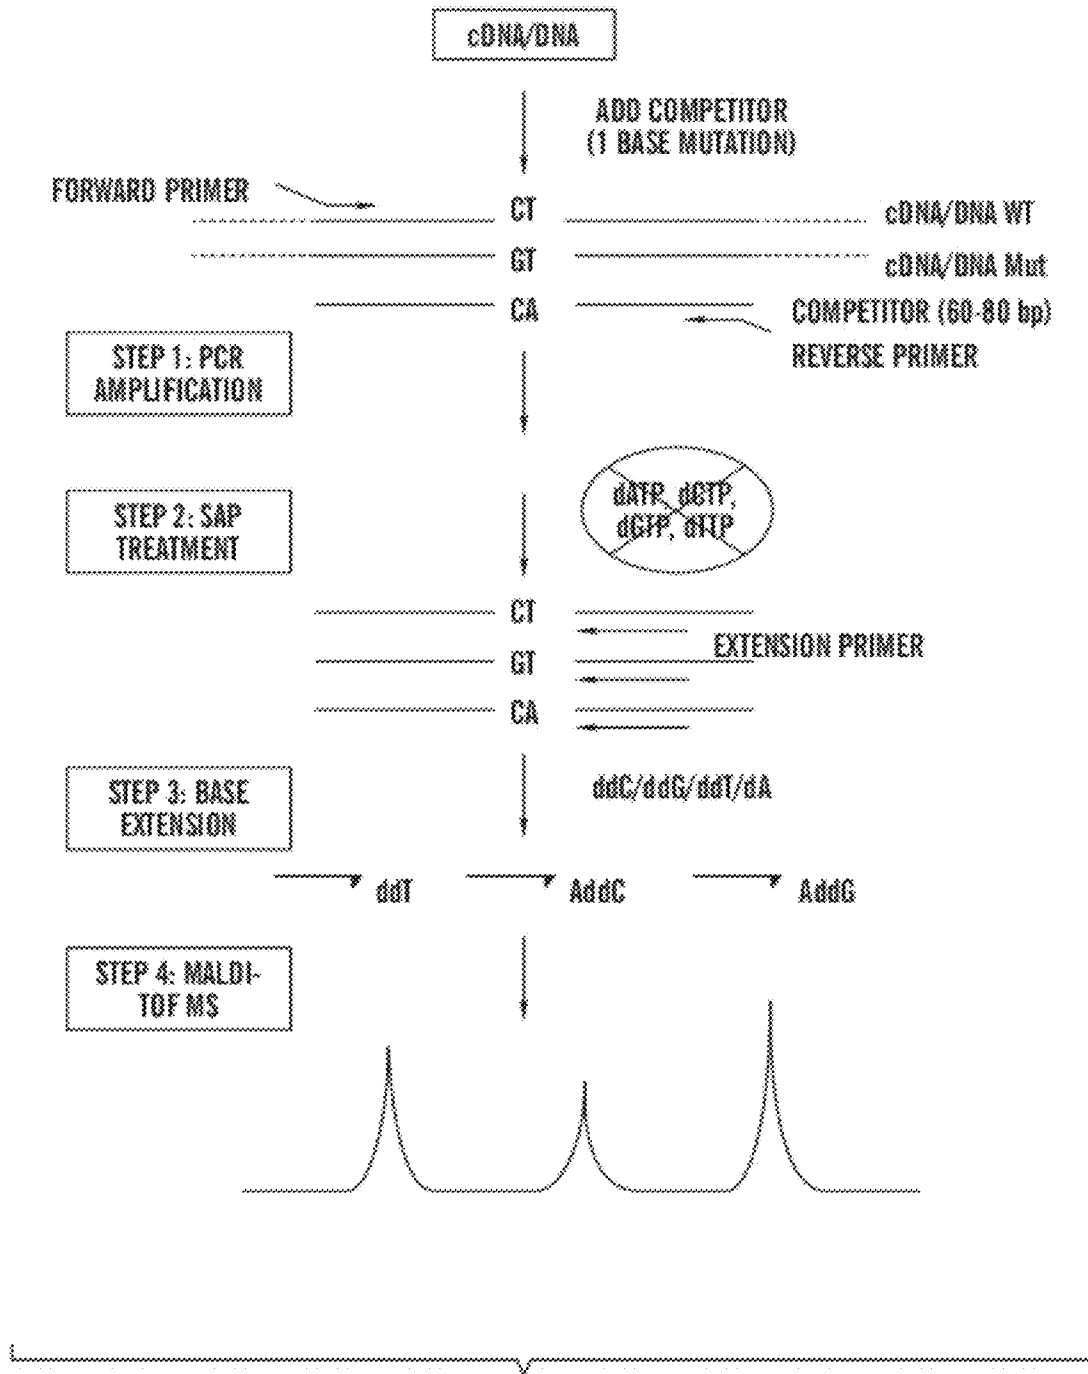 cDNA/DNA
ADD COMPETITOR
(1 BASE MUTATION)
FORWARD PRIMER
CT
cDNA/DNA WT
GT
cDNA/DNA Mut
CA
COMPETITOR (60-80 bp)
REVERSE PRIMER
STEP 1: PCR
AMPLIFICATION
STEP 2: SAP
TREATMENT
dATP, dCTP,
dGTP, dTTP
CT
EXTENSION PRIMER
GT
CA
STEP 3: BASE
EXTENSION
ddC/ddG/ddT/dA
ddT
AddC
AddG
STEP 4: MALDI-
TOF MS